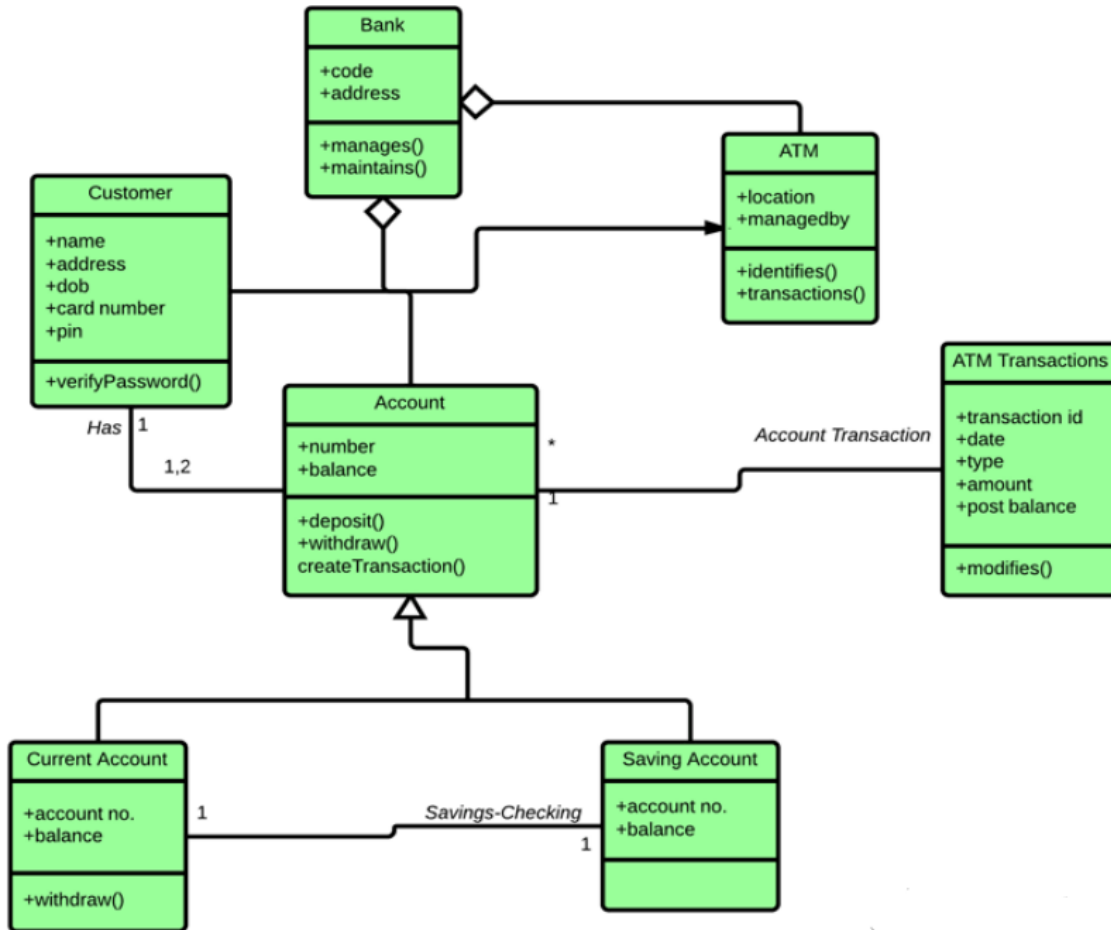 Bank
+code
+address
+manages()
+maintains()
ATM
+location
+managedby
+identifies()
+transactions()
Customer
+name
+address
+dob
+card number
+pin
+verifyPassword()
Has
1
1,2
Account
+number
+balance
+deposit()
+withdraw()
createTransaction()
*
1
Account Transaction
ATM Transactions
+transaction id
+date
+type
+amount
+post balance
+modifies()
Current Account
+account no.
+balance
+withdraw()
1
Savings-Checking
1
Saving Account
+account no.
+balance